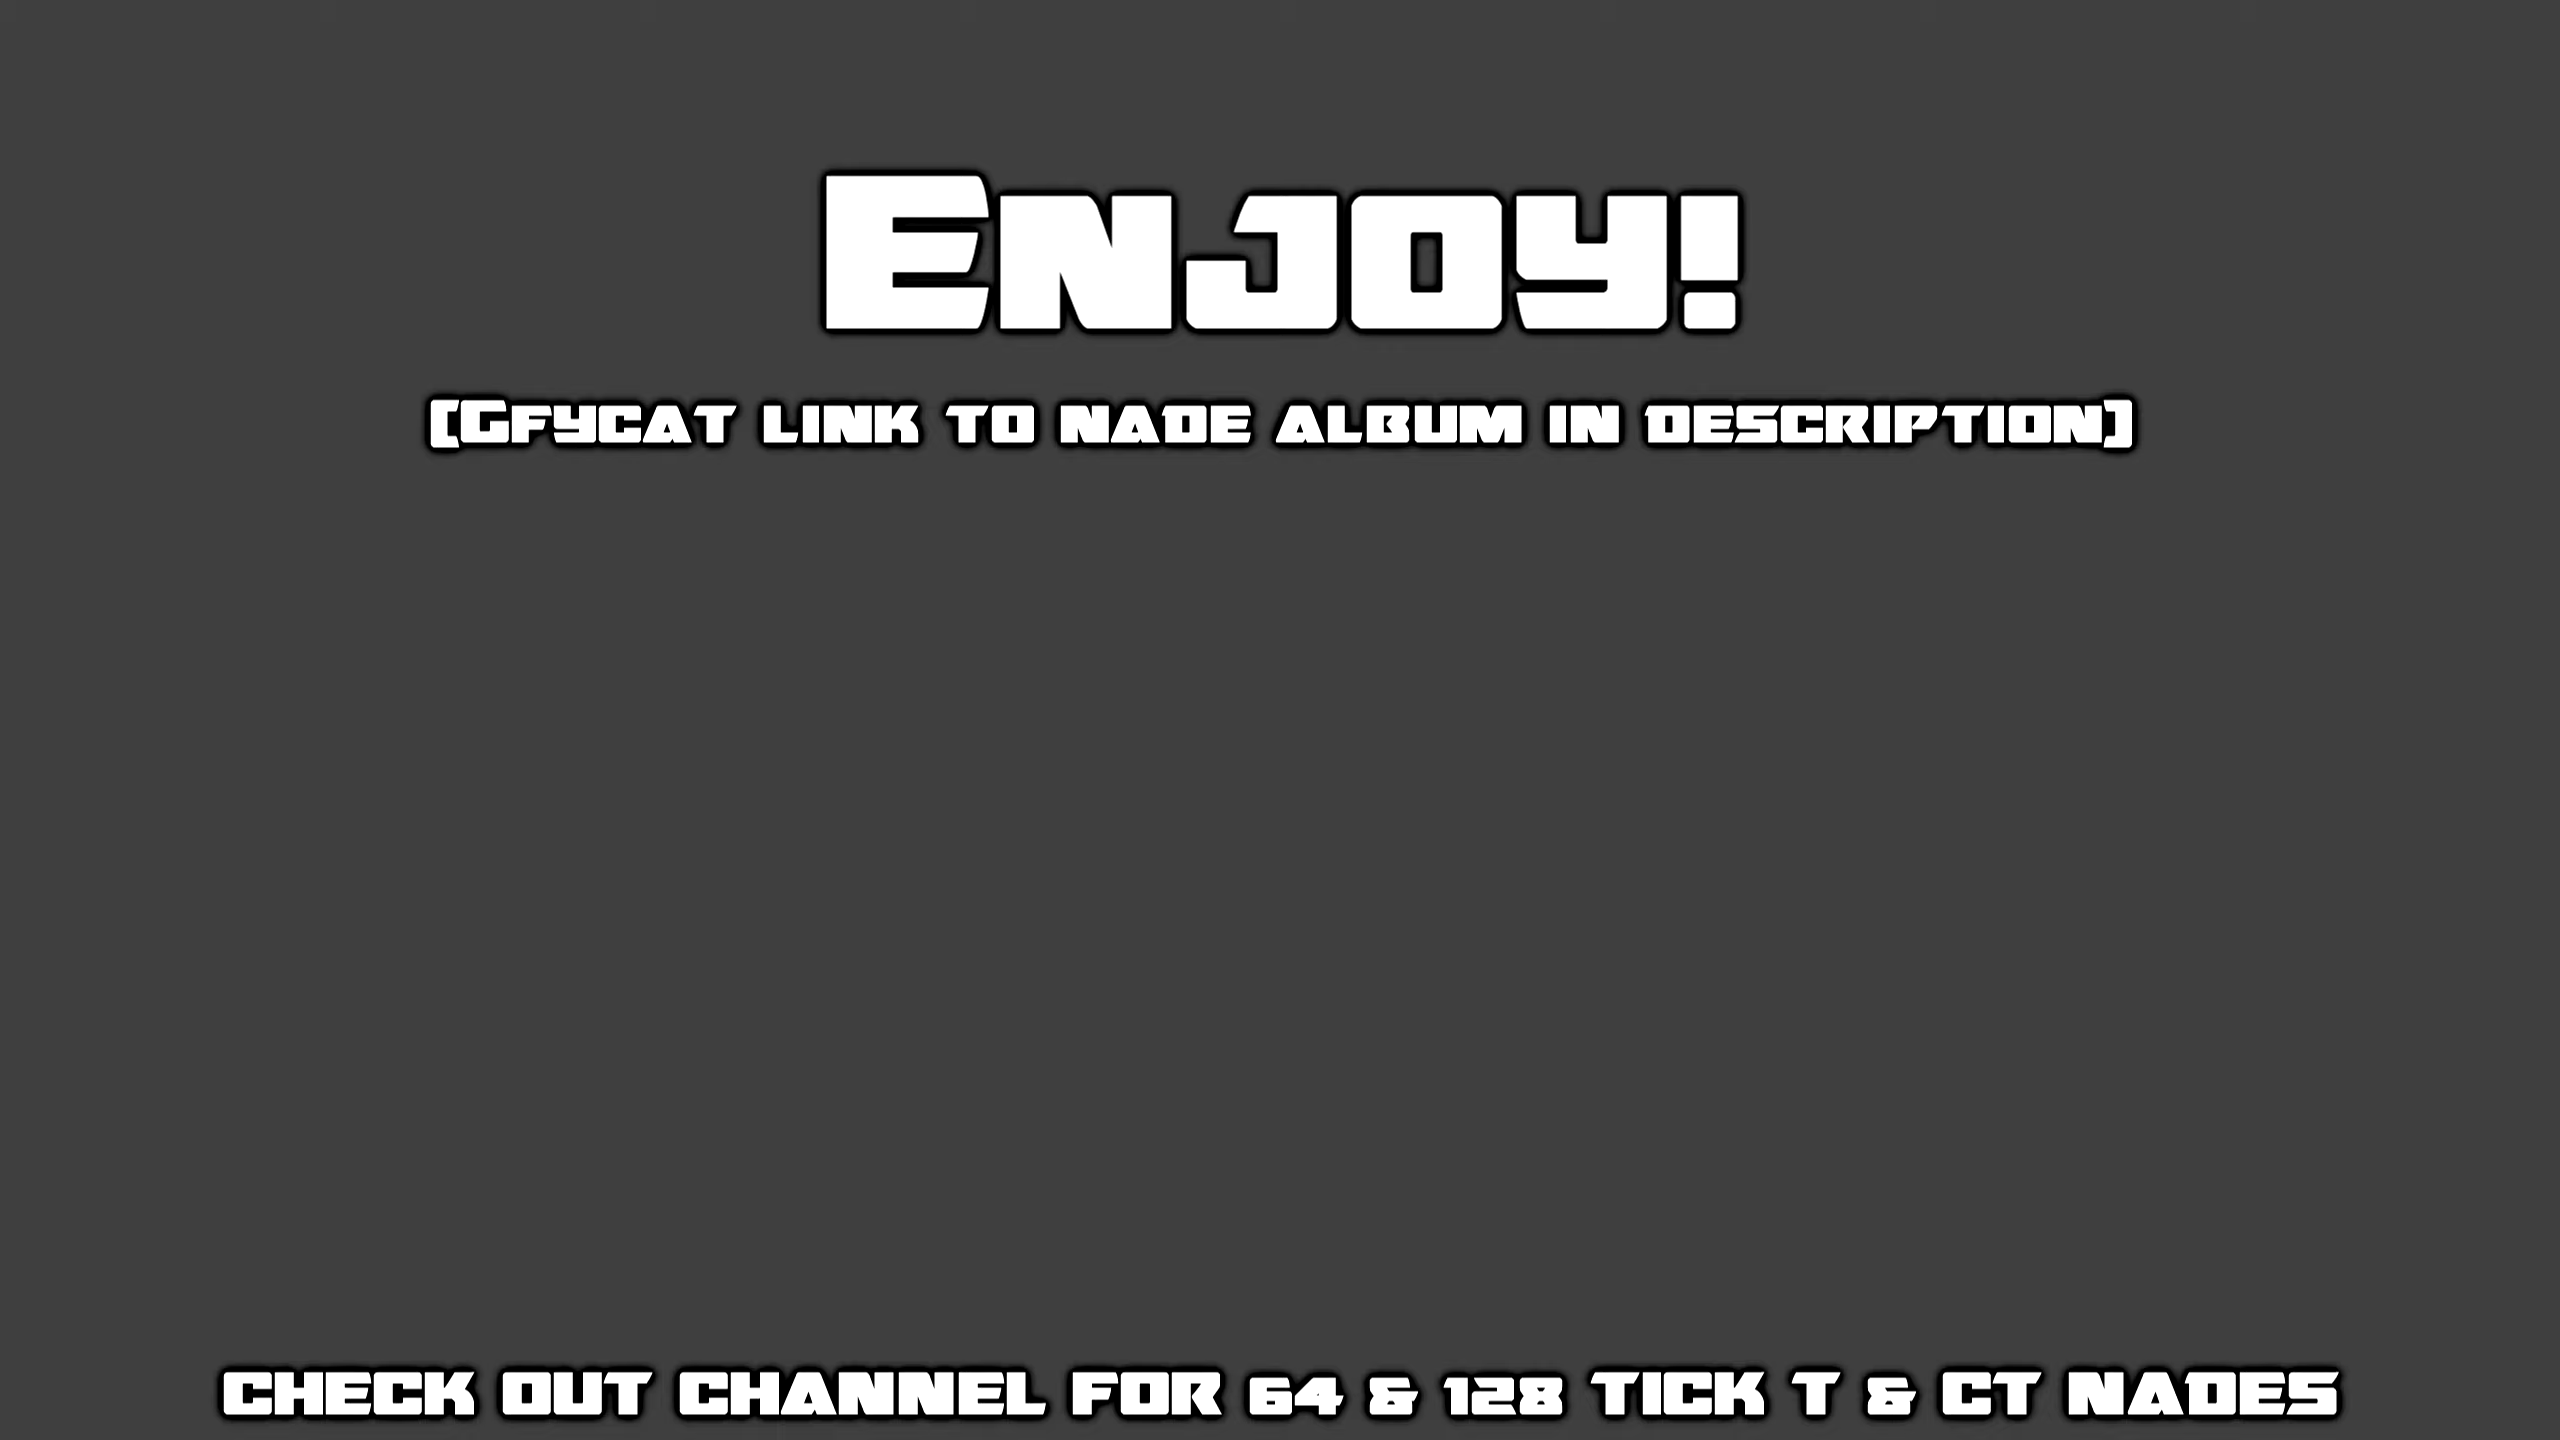 Enjoy!
(Gfycat link to nade album in description)
CHECK OUT CHANNEL FOR 64 & 128 TICK T & CT NADES